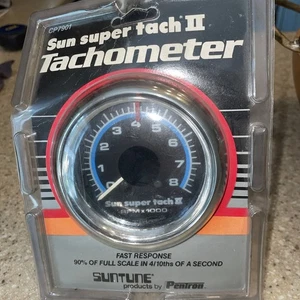 CP7901
Sun super tach II
Tachometer
0 1 2 3 4 5 6 7 8
Sun super tach II
RPM x 1000
FAST RESPONSE
90% OF FULL SCALE IN 4/10ths OF A SECOND
SUNTUNE
products by Pentron